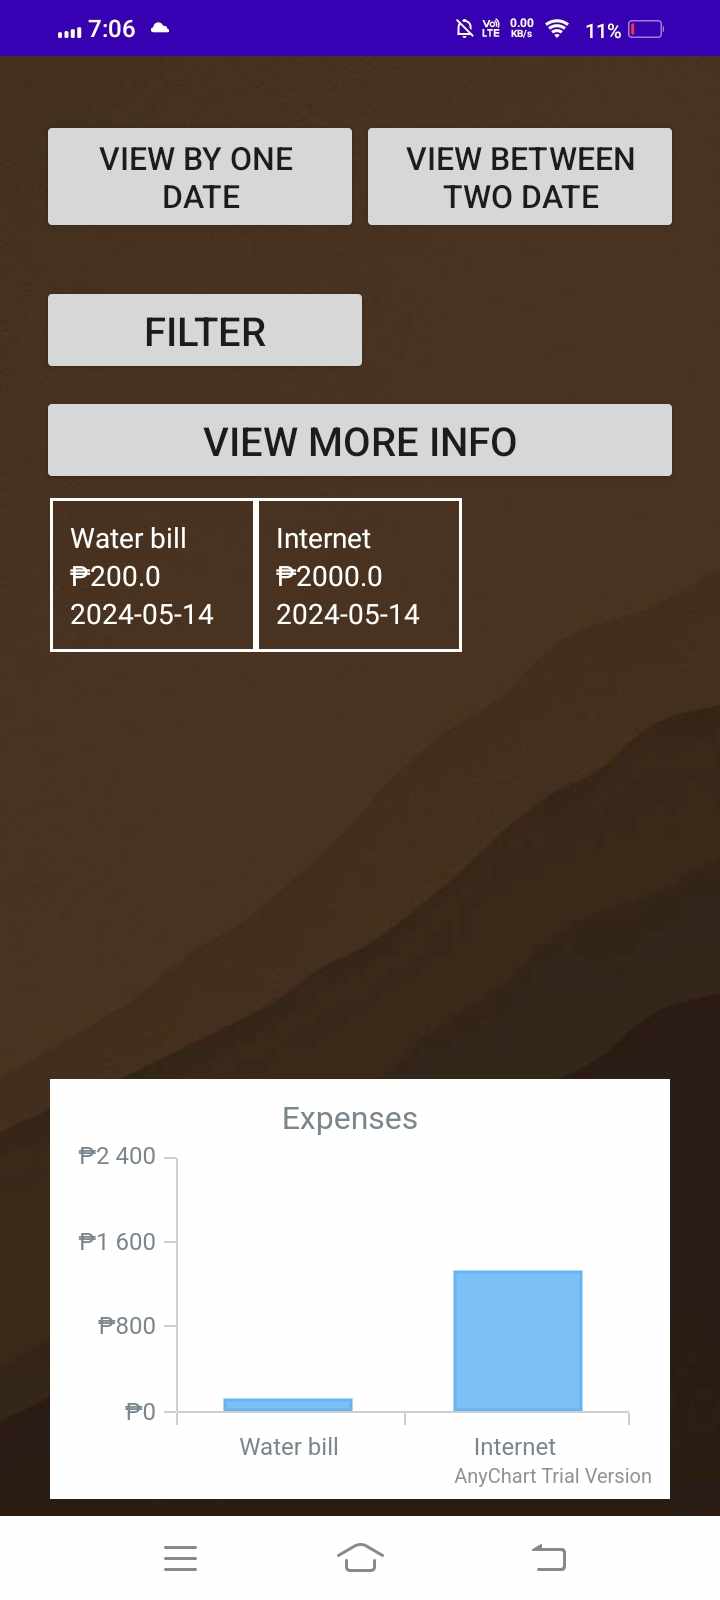 7:06
Vo)) LTE
0.00 KB/s
11%
VIEW BY ONE
DATE
VIEW BETWEEN
TWO DATE
FILTER
VIEW MORE INFO
Water bill
₱200.0
2024-05-14
Internet
₱2000.0
2024-05-14
Expenses
₱2 400
₱1 600
₱800
₱0
Water bill
Internet
AnyChart Trial Version